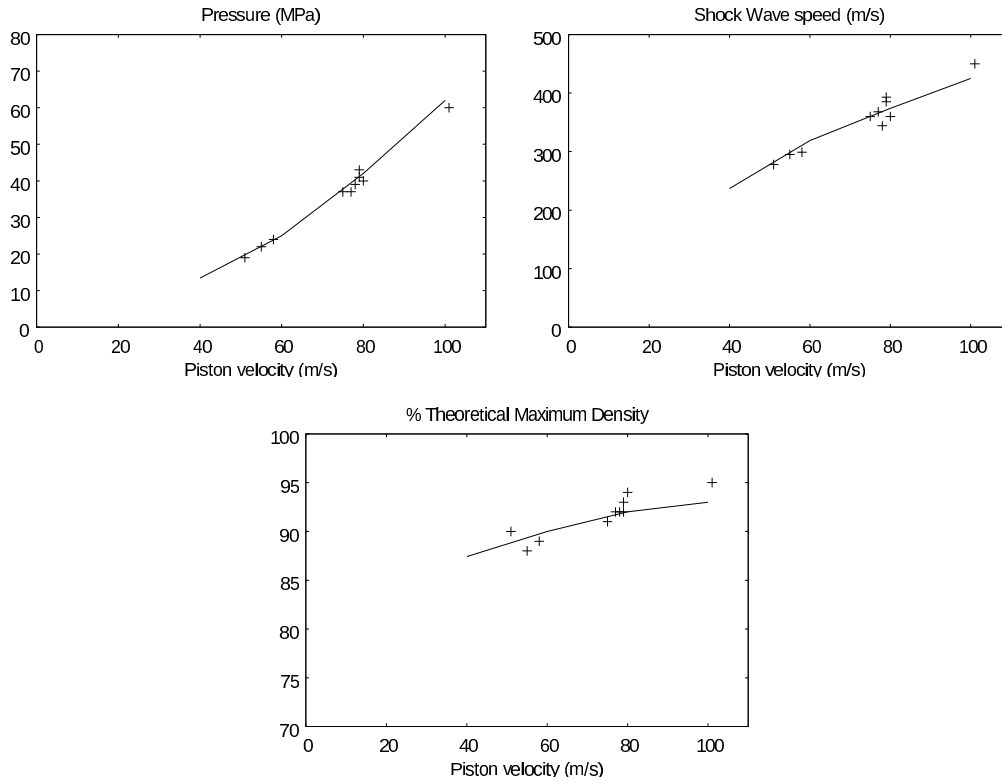 Pressure (MPa)
80
70
60
50
40
30
20
10
0
0 20 40 60 80 100
Piston velocity (m/s)
Shock Wave speed (m/s)
500
400
300
200
100
0
0 20 40 60 80 100
Piston velocity (m/s)
% Theoretical Maximum Density
100
95
90
85
80
75
70
0 20 40 60 80 100
Piston velocity (m/s)